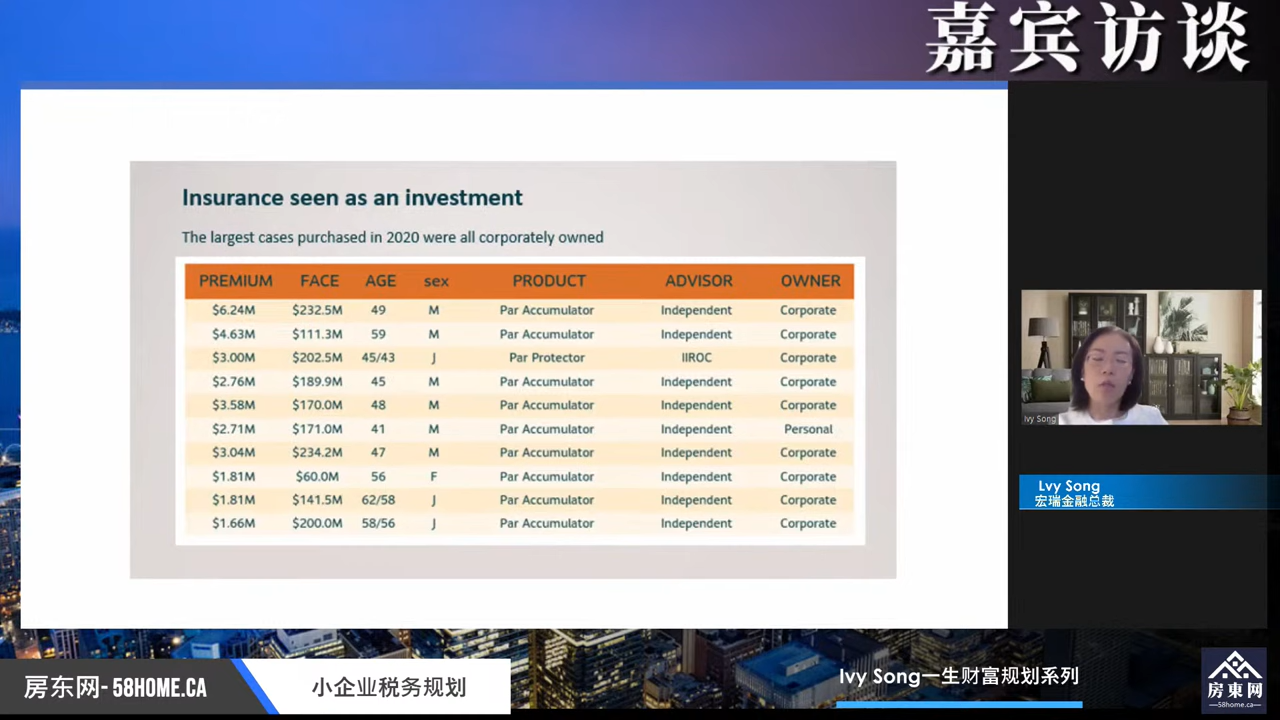 嘉宾访谈
Insurance seen as an investment
The largest cases purchased in 2020 were all corporately owned
PREMIUM FACE AGE sex PRODUCT ADVISOR OWNER
$6.24M $232.5M 49 M Par Accumulator Independent Corporate
$4.63M $111.3M 59 M Par Accumulator Independent Corporate
$3.00M $202.5M 45/43 J Par Protector IIROC Corporate
$2.76M $189.9M 45 M Par Accumulator Independent Corporate
$3.58M $170.0M 48 M Par Accumulator Independent Corporate
$2.71M $171.0M 41 M Par Accumulator Independent Personal
$3.04M $234.2M 47 M Par Accumulator Independent Corporate
$1.81M $60.0M 56 F Par Accumulator Independent Corporate
$1.81M $141.5M 62/58 J Par Accumulator Independent Corporate
$1.66M $200.0M 58/56 J Par Accumulator Independent Corporate
Ivy Song
Lvy Song
宏瑞金融总裁
房东网- 58HOME.CA
小企业税务规划
Ivy Song一生财富规划系列
房東网
58home.ca